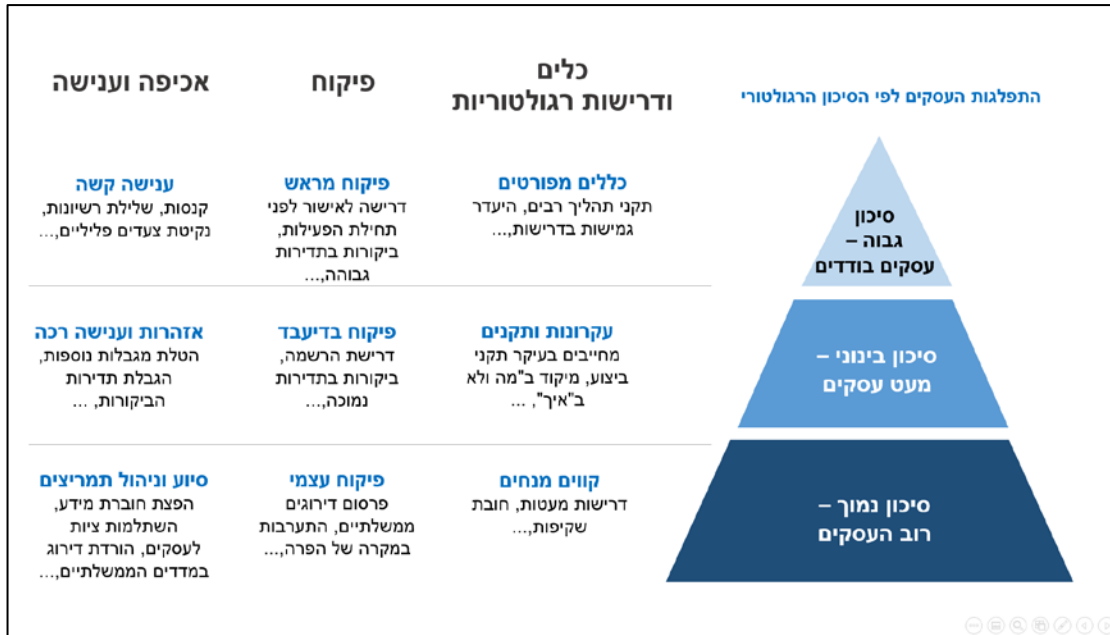 התפלגות העסקים לפי הסיכון הרגולטורי
כלים
ודרישות רגולטוריות
פיקוח
אכיפה וענישה
סיכון
גבוה –
עסקים בודדים
כללים מפורטים
תקני תהליך רבים, היעדר
גמישות בדרישות,...
פיקוח מראש
דרישה לאישור לפני
תחילת הפעילות,
ביקורות בתדירות
גבוהה,...
ענישה קשה
קנסות, שלילת רשיונות,
נקיטת צעדים פליליים,...
סיכון בינוני –
מעט עסקים
עקרונות ותקנים
מחייבים בעיקר תקני
ביצוע, מיקוד ב"מה ולא
ב"איך", ...
פיקוח בדיעבד
דרישת הרשמה,
ביקורות בתדירות
נמוכה,...
אזהרות וענישה רכה
הטלת מגבלות נוספות,
הגבלת תדירות
הביקורות, ...
סיכון נמוך –
רוב העסקים
קווים מנחים
דרישות מעטות, חובת
שקיפות,...
פיקוח עצמי
פרסום דירוגים
ממשלתיים, התערבות
במקרה של הפרה,...
סיוע וניהול תמריצים
הפצת חוברת מידע,
השתלמות ציות
לעסקים, הורדת דירוג
במדדים הממשלתיים,...